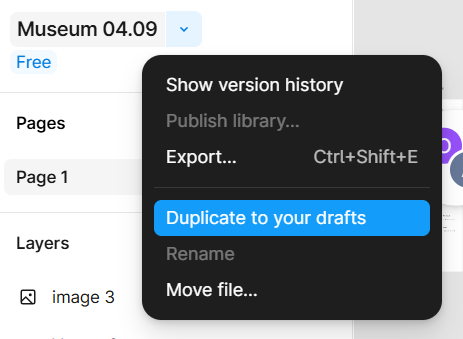 Museum 04.09
Free
Show version history
Pages
Publish library...
Export... Ctrl+Shift+E
Page 1
Duplicate to your drafts
Layers
Rename
Move file...
image 3